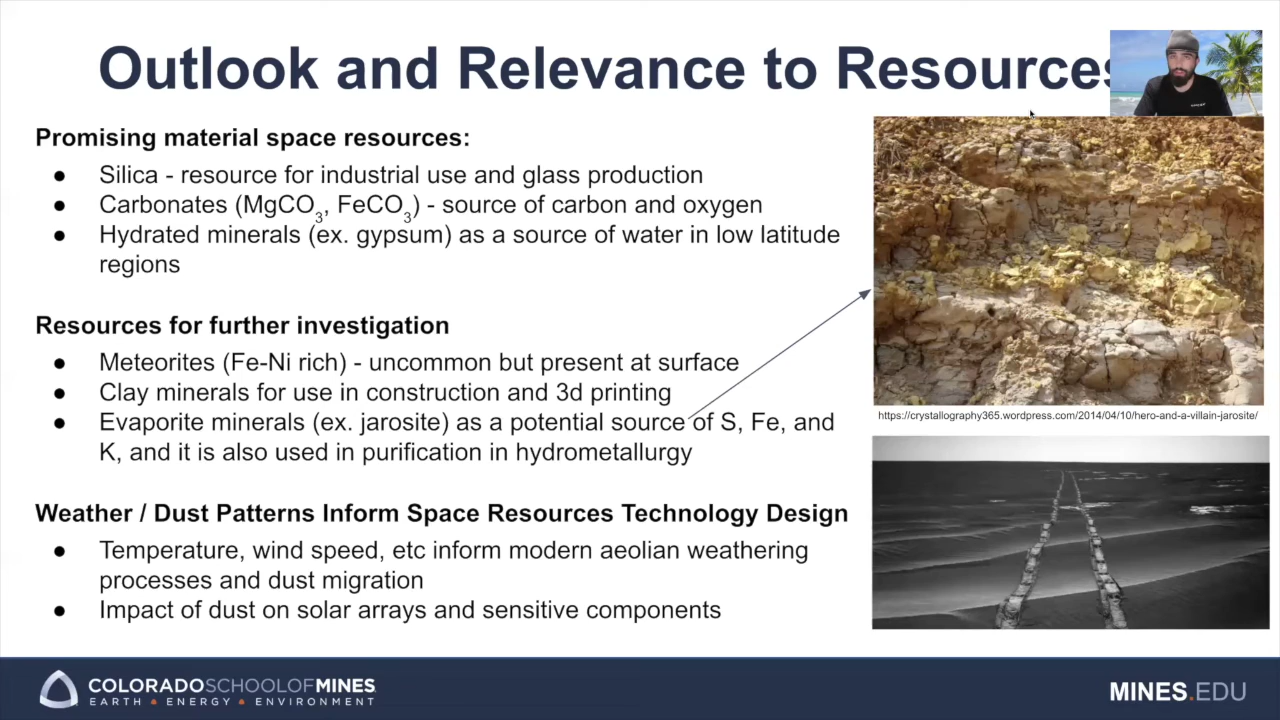 Outlook and Relevance to Resources
Promising material space resources:
● Silica - resource for industrial use and glass production
● Carbonates (MgCO3, FeCO3) - source of carbon and oxygen
● Hydrated minerals (ex. gypsum) as a source of water in low latitude
regions
Resources for further investigation
● Meteorites (Fe-Ni rich) - uncommon but present at surface
● Clay minerals for use in construction and 3d printing
● Evaporite minerals (ex. jarosite) as a potential source of S, Fe, and
K, and it is also used in purification in hydrometallurgy
https://crystallography365.wordpress.com/2014/04/10/hero-and-a-villain-jarosite/
Weather / Dust Patterns Inform Space Resources Technology Design
● Temperature, wind speed, etc inform modern aeolian weathering
processes and dust migration
● Impact of dust on solar arrays and sensitive components
COLORADOSCHOOLOFMINES
EARTH • ENERGY • ENVIRONMENT
MINES.EDU